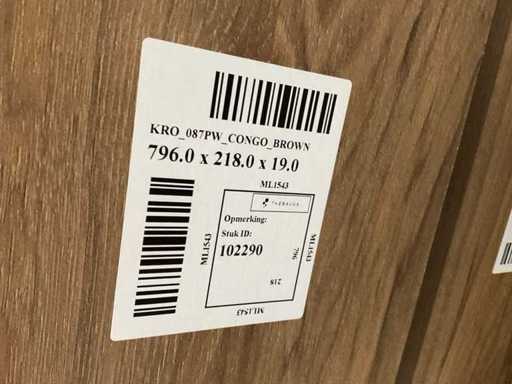 KRO_087PW_CONGO_BROWN
796.0 x 218.0 x 19.0
ML1543
Opmerking:
Stuk ID:
102290
796
218
ML1543
ML1543
ML1543